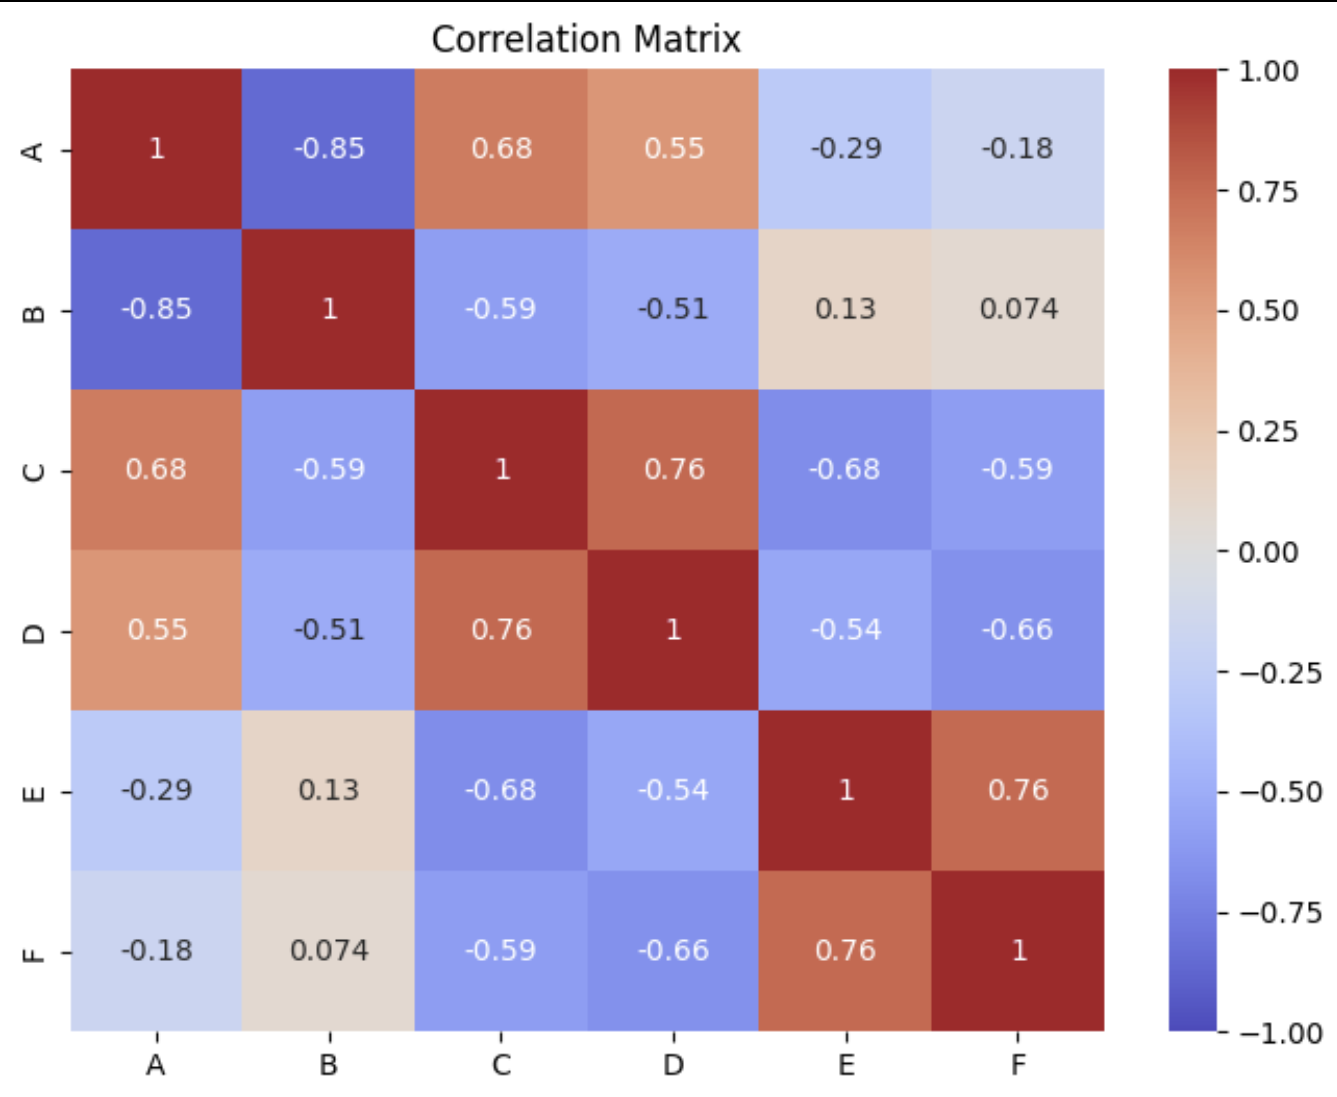 Correlation Matrix
A 1 -0.85 0.68 0.55 -0.29 -0.18
B -0.85 1 -0.59 -0.51 0.13 0.074
C 0.68 -0.59 1 0.76 -0.68 -0.59
D 0.55 -0.51 0.76 1 -0.54 -0.66
E -0.29 0.13 -0.68 -0.54 1 0.76
F -0.18 0.074 -0.59 -0.66 0.76 1
A B C D E F
1.00
0.75
0.50
0.25
0.00
−0.25
−0.50
−0.75
−1.00